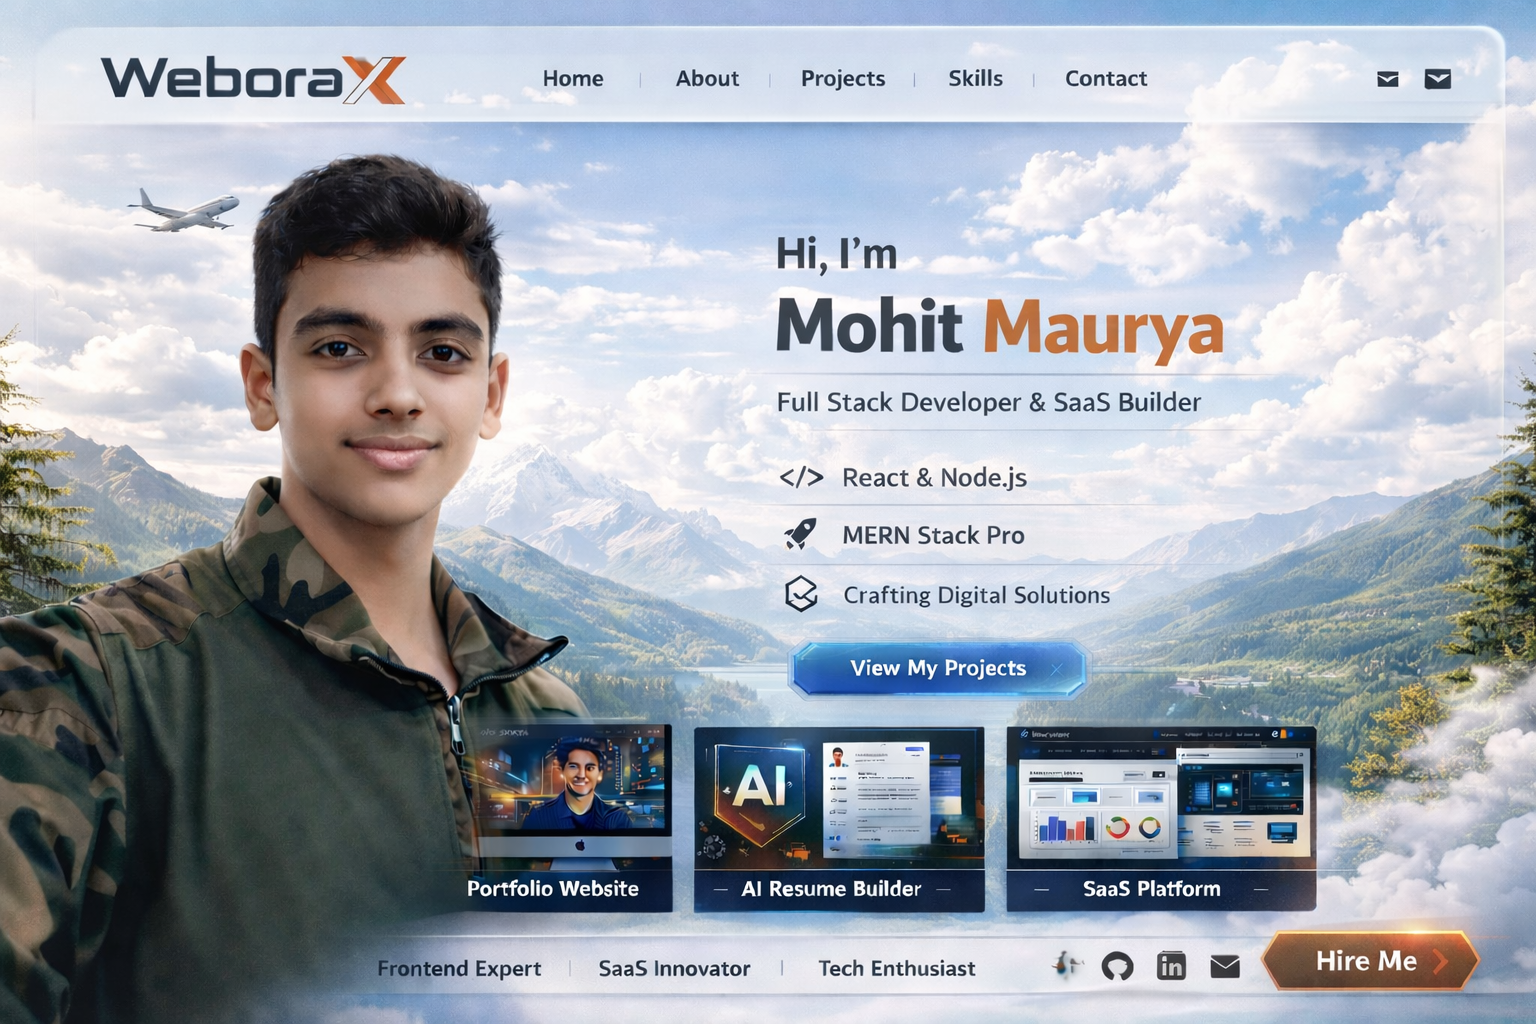 WeboraX
Home
About
Projects
Skills
Contact
Hi, I'm
Mohit Maurya
Full Stack Developer & SaaS Builder
</> React & Node.js
MERN Stack Pro
Crafting Digital Solutions
View My Projects
AI
Portfolio Website
AI Resume Builder
SaaS Platform
Frontend Expert
SaaS Innovator
Tech Enthusiast
in
Hire Me